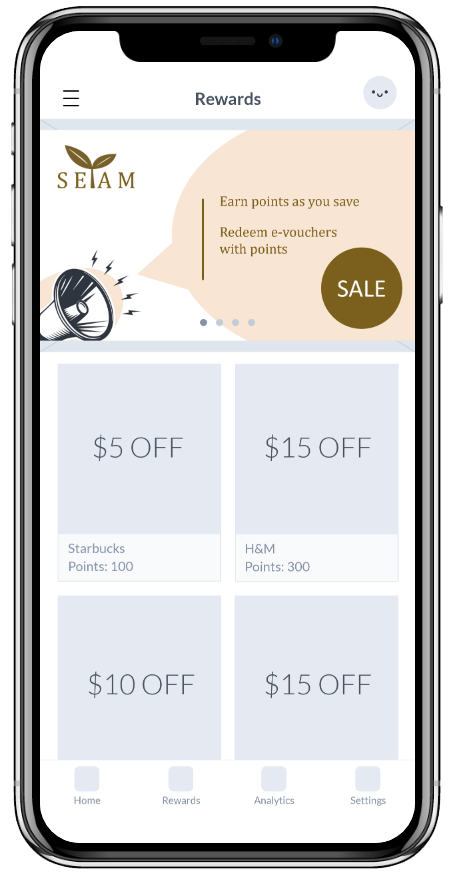 Rewards
SEIAM
Earn points as you save
Redeem e-vouchers
with points
SALE
$5 OFF
$15 OFF
Starbucks
Points: 100
H&M
Points: 300
$10 OFF
$15 OFF
Home
Rewards
Analytics
Settings